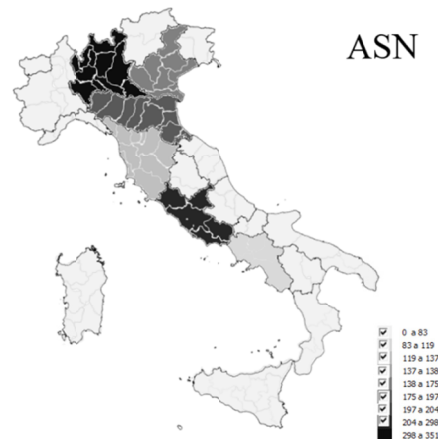 ASN
0 a 83
83 a 119
119 a 137
137 a 138
138 a 175
175 a 197
197 a 204
204 a 298
298 a 351